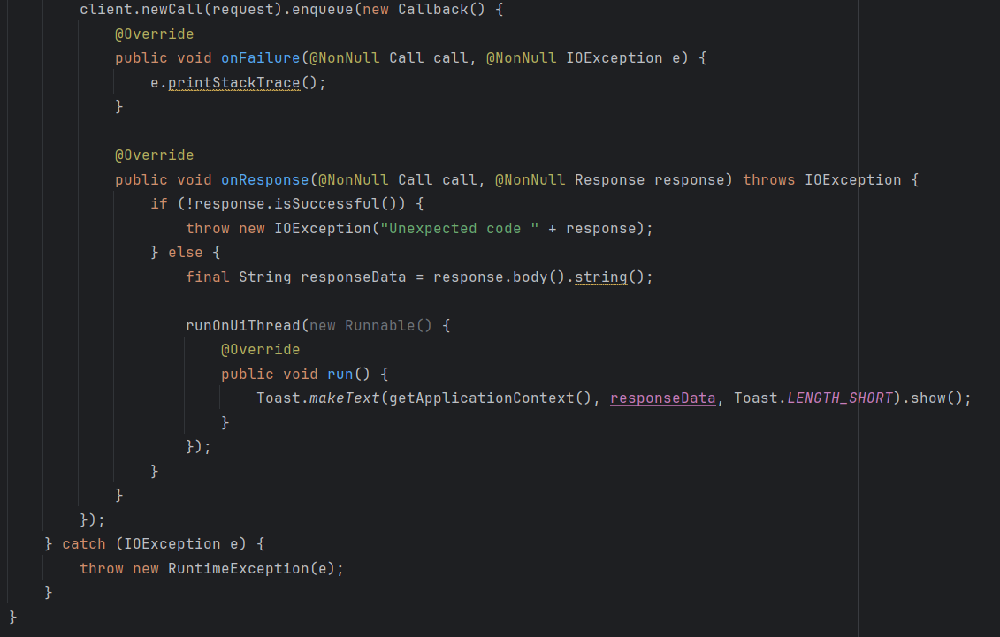 client.newCall(request).enqueue(new Callback() {
@Override
public void onFailure(@NonNull Call call, @NonNull IOException e) {
e.printStackTrace();
}
@Override
public void onResponse(@NonNull Call call, @NonNull Response response) throws IOException {
if (!response.isSuccessful()) {
throw new IOException("Unexpected code " + response);
} else {
final String responseData = response.body().string();
runOnUiThread(new Runnable() {
@Override
public void run() {
Toast.makeText(getApplicationContext(), responseData, Toast.LENGTH_SHORT).show();
}
});
}
}
});
} catch (IOException e) {
throw new RuntimeException(e);
}
}